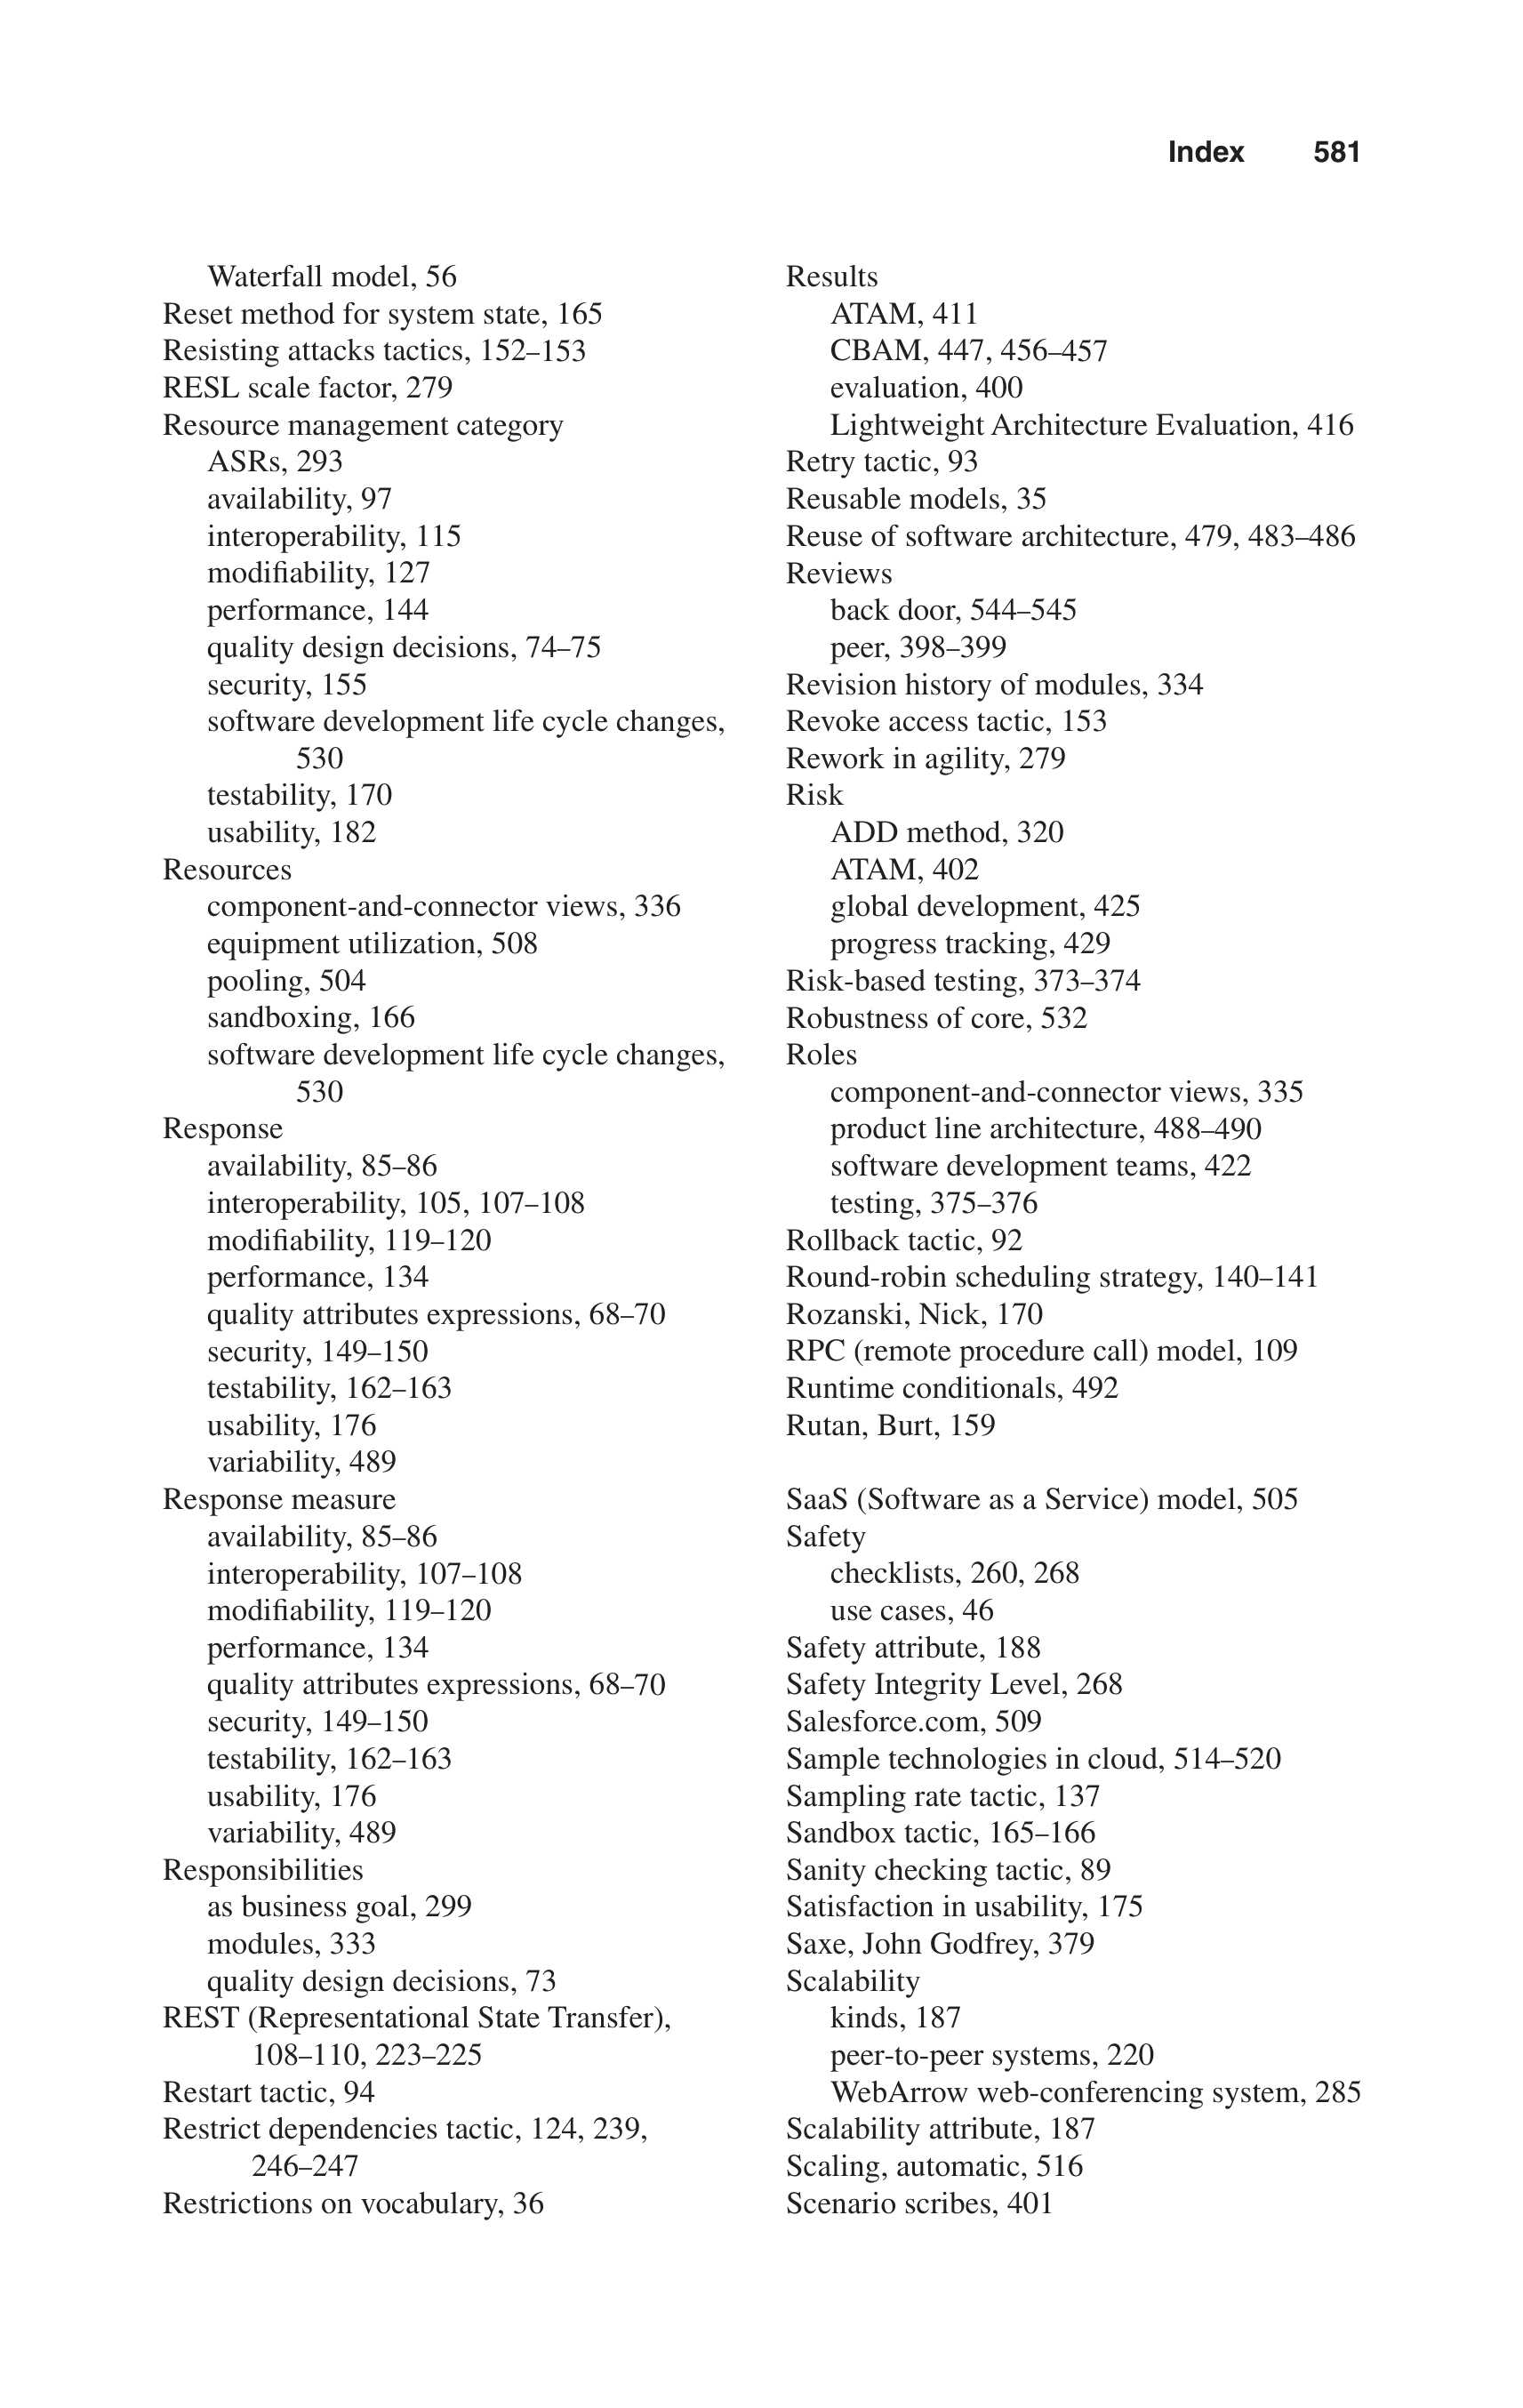 Index 581
Waterfall model, 56
Reset method for system state, 165
Resisting attacks tactics, 152–153
RESL scale factor, 279
Resource management category
ASRs, 293
availability, 97
interoperability, 115
modifiability, 127
performance, 144
quality design decisions, 74–75
security, 155
software development life cycle changes,
530
testability, 170
usability, 182
Resources
component-and-connector views, 336
equipment utilization, 508
pooling, 504
sandboxing, 166
software development life cycle changes,
530
Response
availability, 85–86
interoperability, 105, 107–108
modifiability, 119–120
performance, 134
quality attributes expressions, 68–70
security, 149–150
testability, 162–163
usability, 176
variability, 489
Response measure
availability, 85–86
interoperability, 107–108
modifiability, 119–120
performance, 134
quality attributes expressions, 68–70
security, 149–150
testability, 162–163
usability, 176
variability, 489
Responsibilities
as business goal, 299
modules, 333
quality design decisions, 73
REST (Representational State Transfer),
108–110, 223–225
Restart tactic, 94
Restrict dependencies tactic, 124, 239,
246–247
Restrictions on vocabulary, 36
Results
ATAM, 411
CBAM, 447, 456–457
evaluation, 400
Lightweight Architecture Evaluation, 416
Retry tactic, 93
Reusable models, 35
Reuse of software architecture, 479, 483–486
Reviews
back door, 544–545
peer, 398–399
Revision history of modules, 334
Revoke access tactic, 153
Rework in agility, 279
Risk
ADD method, 320
ATAM, 402
global development, 425
progress tracking, 429
Risk-based testing, 373–374
Robustness of core, 532
Roles
component-and-connector views, 335
product line architecture, 488–490
software development teams, 422
testing, 375–376
Rollback tactic, 92
Round-robin scheduling strategy, 140–141
Rozanski, Nick, 170
RPC (remote procedure call) model, 109
Runtime conditionals, 492
Rutan, Burt, 159
SaaS (Software as a Service) model, 505
Safety
checklists, 260, 268
use cases, 46
Safety attribute, 188
Safety Integrity Level, 268
Salesforce.com, 509
Sample technologies in cloud, 514–520
Sampling rate tactic, 137
Sandbox tactic, 165–166
Sanity checking tactic, 89
Satisfaction in usability, 175
Saxe, John Godfrey, 379
Scalability
kinds, 187
peer-to-peer systems, 220
WebArrow web-conferencing system, 285
Scalability attribute, 187
Scaling, automatic, 516
Scenario scribes, 401